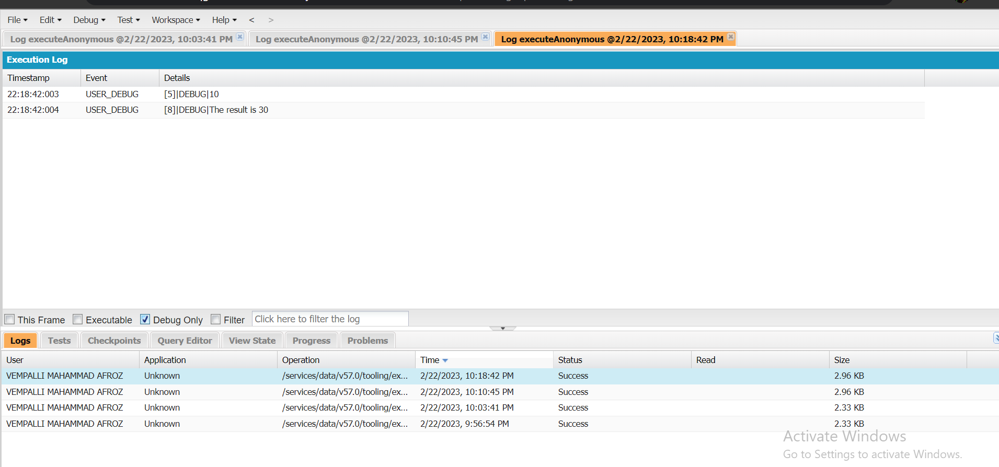 File Edit Debug Test Workspace Help < >
Log executeAnonymous @2/22/2023, 10:03:41 PM Log executeAnonymous @2/22/2023, 10:10:45 PM Log executeAnonymous @2/22/2023, 10:18:42 PM
Execution Log
Timestamp Event Details
22:18:42:003 USER_DEBUG [5]|DEBUG|10
22:18:42:004 USER_DEBUG [8]|DEBUG|The result is 30
This Frame Executable Debug Only Filter Click here to filter the log
Logs Tests Checkpoints Query Editor View State Progress Problems
User Application Operation Time Status Read Size
VEMPALLI MAHAMMAD AFROZ Unknown /services/data/v57.0/tooling/ex... 2/22/2023, 10:18:42 PM Success 2.96 KB
VEMPALLI MAHAMMAD AFROZ Unknown /services/data/v57.0/tooling/ex... 2/22/2023, 10:10:45 PM Success 2.96 KB
VEMPALLI MAHAMMAD AFROZ Unknown /services/data/v57.0/tooling/ex... 2/22/2023, 10:03:41 PM Success 2.33 KB
VEMPALLI MAHAMMAD AFROZ Unknown /services/data/v57.0/tooling/ex... 2/22/2023, 9:56:54 PM Success 2.33 KB
Activate Windows
Go to Settings to activate Windows.